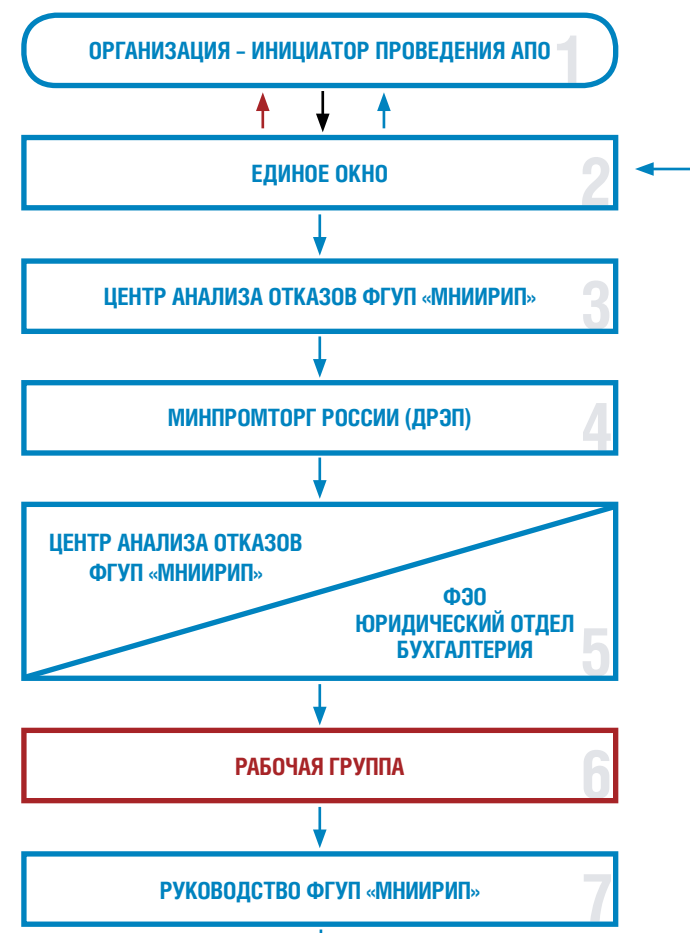 ОРГАНИЗАЦИЯ – ИНИЦИАТОР ПРОВЕДЕНИЯ АПО
1
ЕДИНОЕ ОКНО
2
ЦЕНТР АНАЛИЗА ОТКАЗОВ ФГУП «МНИИРИП»
3
МИНПРОМТОРГ РОССИИ (ДРЭП)
4
ЦЕНТР АНАЛИЗА ОТКАЗОВ
ФГУП «МНИИРИП»
ФЭО
ЮРИДИЧЕСКИЙ ОТДЕЛ
БУХГАЛТЕРИЯ
5
РАБОЧАЯ ГРУППА
6
РУКОВОДСТВО ФГУП «МНИИРИП»
7